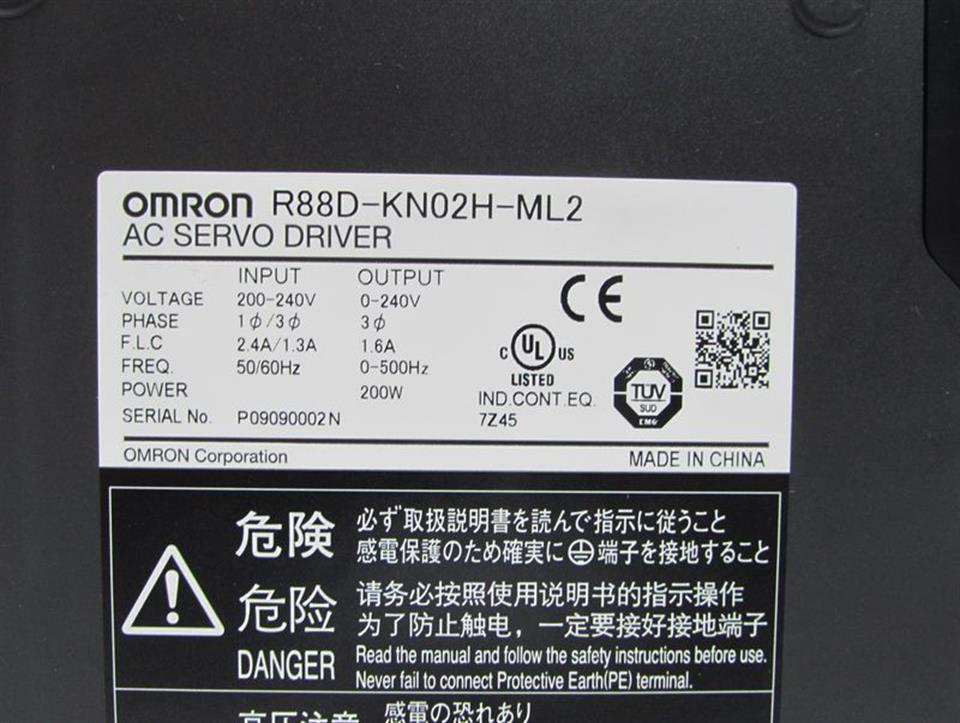 OMRON R88D-KN02H-ML2
AC SERVO DRIVER
INPUT OUTPUT
VOLTAGE 200-240V 0-240V
PHASE 1ϕ/3ϕ 3ϕ
F.L.C 2.4A/1.3A 1.6A
FREQ. 50/60Hz 0-500Hz
POWER 200W
SERIAL No. P09090002N
CE
C UL US
LISTED
IND.CONT.EQ.
7Z45
TÜV
SÜD
OMRON Corporation MADE IN CHINA
危険 必ず取扱説明書を読んで指示に従うこと
感電保護のため確実に端子を接地すること
危险 请务必按照使用说明书的指示操作
为了防止触电，一定要接好接地端子
DANGER Read the manual and follow the safety instructions before use.
Never fail to connect Protective Earth(PE) terminal.
高圧注意 感電の恐れあり